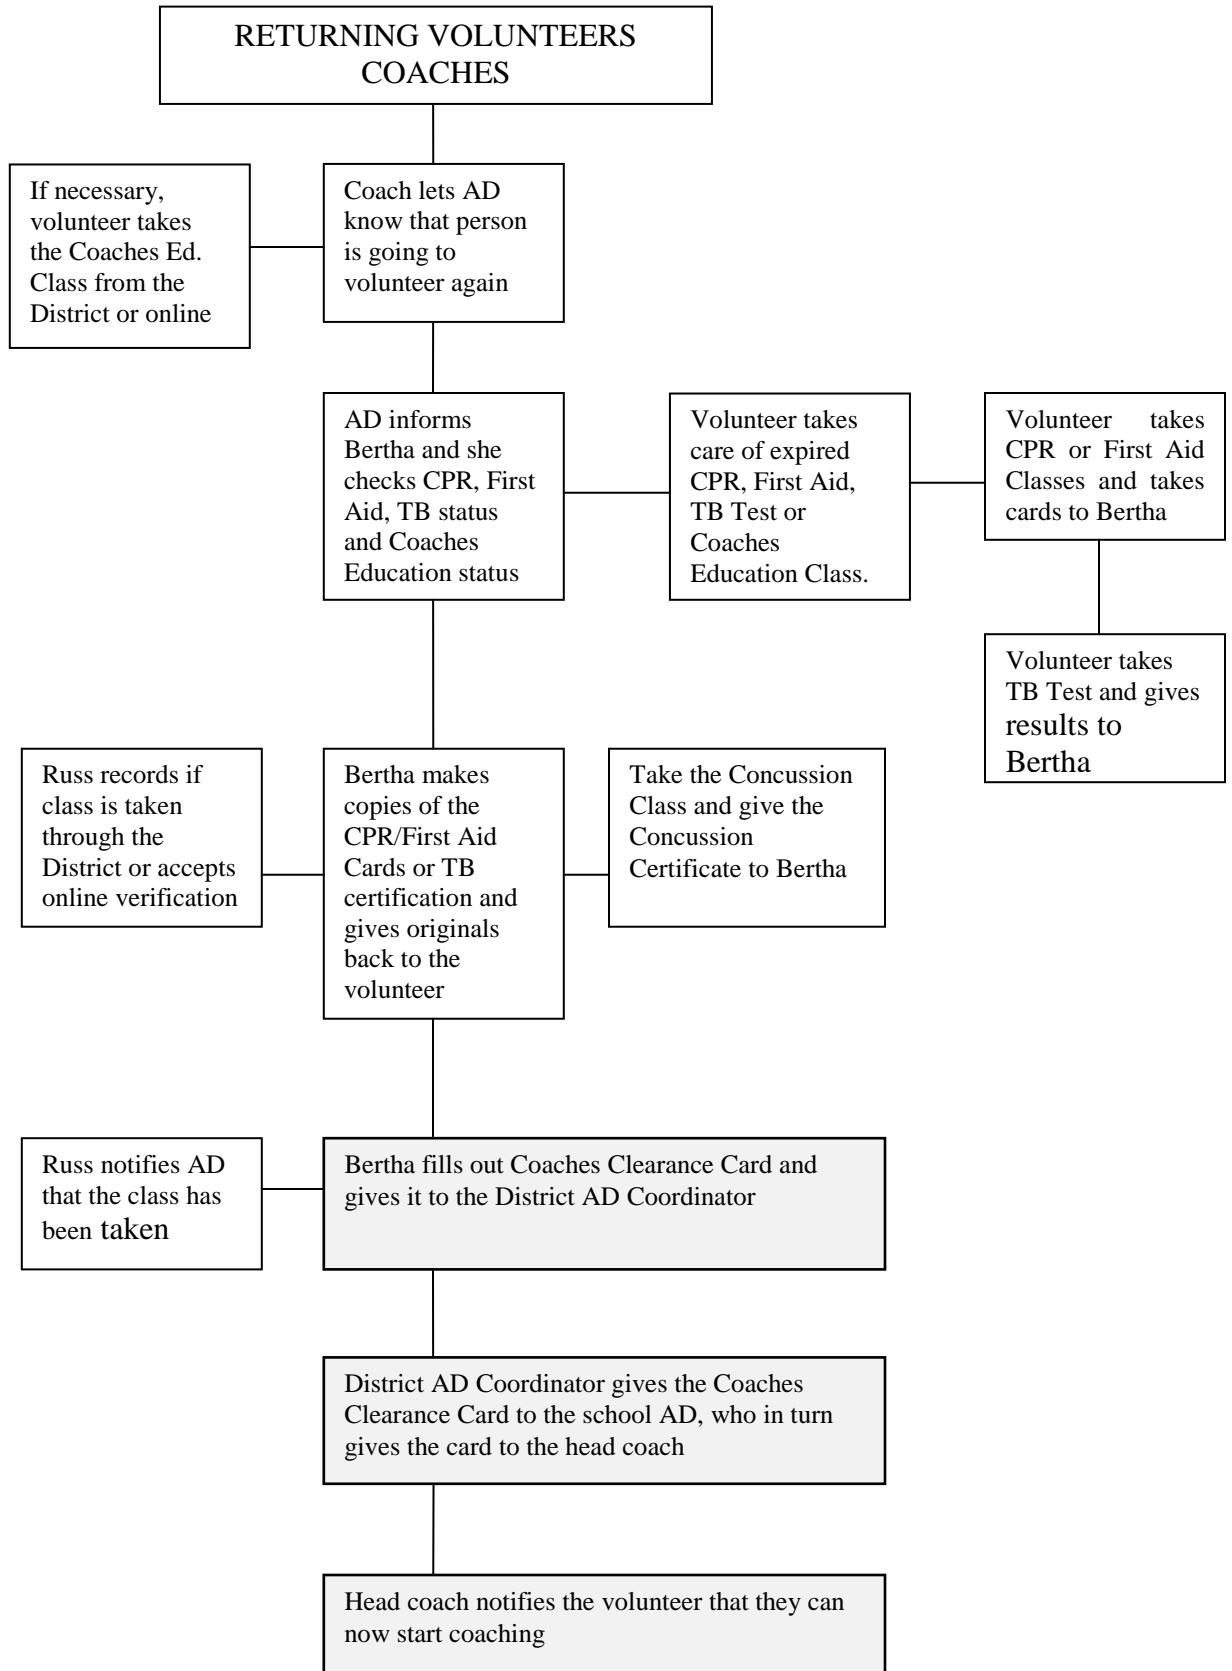 RETURNING VOLUNTEERS
COACHES
If necessary,
volunteer takes
the Coaches Ed.
Class from the
District or online
Coach lets AD
know that person
is going to
volunteer again
AD informs
Bertha and she
checks CPR, First
Aid, TB status
and Coaches
Education status
Volunteer takes
care of expired
CPR, First Aid,
TB Test or
Coaches
Education Class.
Volunteer takes
CPR or First Aid
Classes and takes
cards to Bertha
Volunteer takes
TB Test and gives
results to
Bertha
Russ records if
class is taken
through the
District or accepts
online verification
Bertha makes
copies of the
CPR/First Aid
Cards or TB
certification and
gives originals
back to the
volunteer
Take the Concussion
Class and give the
Concussion
Certificate to Bertha
Russ notifies AD
that the class has
been taken
Bertha fills out Coaches Clearance Card and
gives it to the District AD Coordinator
District AD Coordinator gives the Coaches
Clearance Card to the school AD, who in turn
gives the card to the head coach
Head coach notifies the volunteer that they can
now start coaching